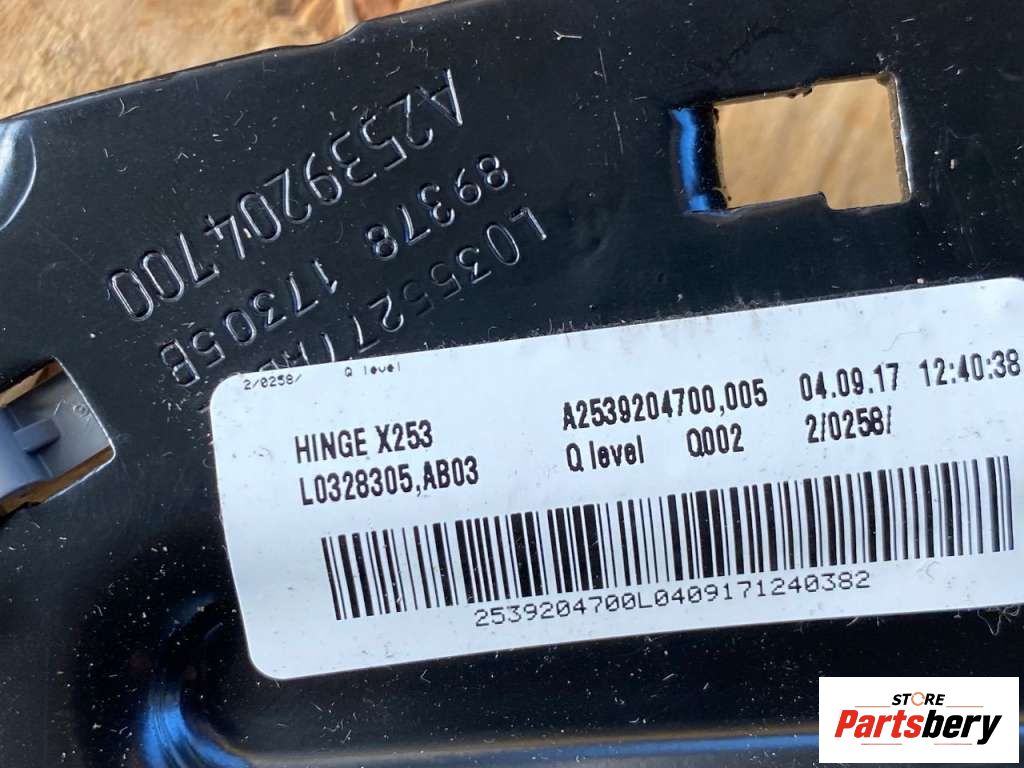 A2539204700
89378 17305B
L035527
2/0258/ Q level
HINGE X253 A2539204700,005 04.09.17 12:40:38
L0328305,AB03 Q level Q002 2/0258/
2539204700L0409171240382
STORE
Partsbery